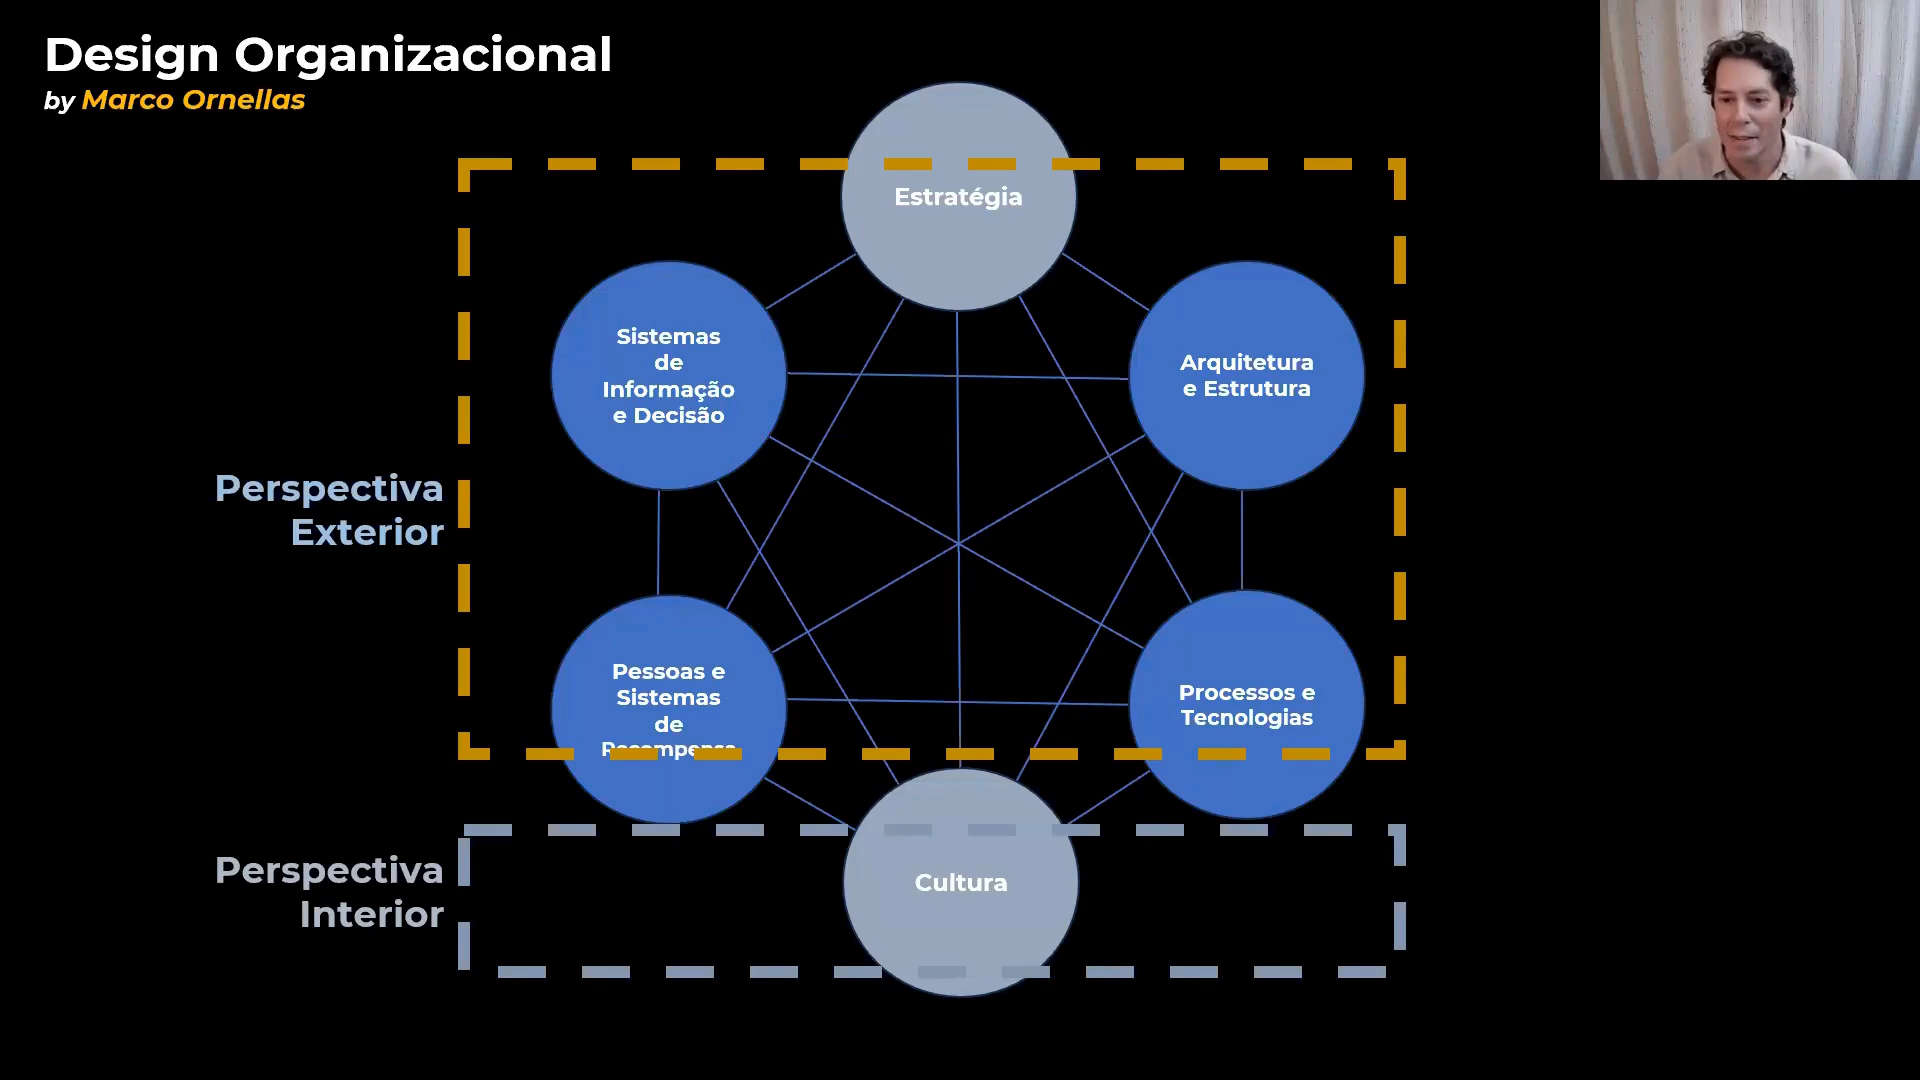 Design Organizacional
by Marco Ornellas
Estratégia
Sistemas
de
Informação
e Decisão
Arquitetura
e Estrutura
Perspectiva
Exterior
Pessoas e
Sistemas
de
Recompensa
Processos e
Tecnologias
Perspectiva
Interior
Cultura